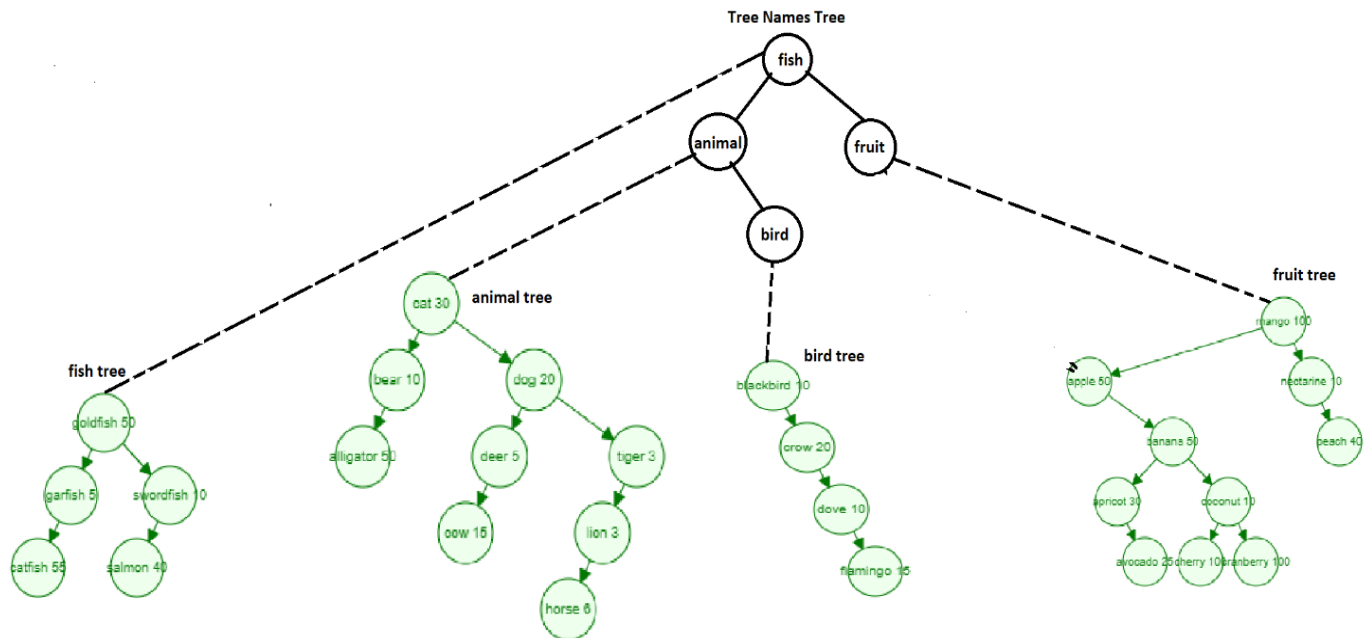 Tree Names Tree
fish
animal
fruit
bird
fish tree
goldfish 50
garfish 5
swordfish 10
catfish 55
salmon 40
animal tree
cat 30
bear 10
dog 20
alligator 50
deer 5
tiger 3
cow 15
lion 3
horse 6
bird tree
blackbird 10
crow 20
dove 10
flamingo 15
fruit tree
mango 100
apple 50
nectarine 10
banans 50
peach 40
apricot 30
coconut 10
avocado 25
cherry 100
cranberry 100